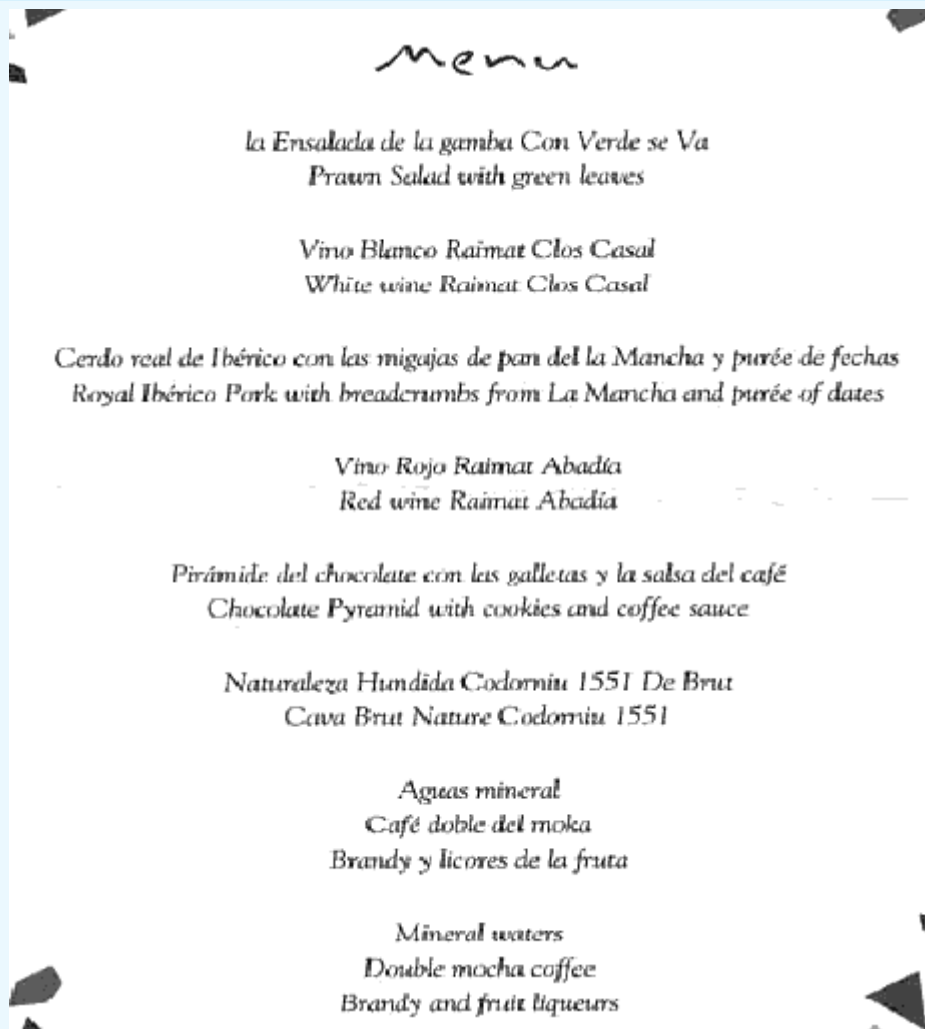 Menu
la Ensalada de la gamba Con Verde se Va
Prawn Salad with green leaves
Vino Blanco Raimat Clos Casal
White wine Raimat Clos Casal
Cerdo real de Ibérico con las migajas de pan del la Mancha y purée de fechas
Royal Ibérico Pork with breadcrumbs from La Mancha and purée of dates
Vino Rojo Raimat Abadía
Red wine Raimat Abadía
Pirámide del chocolate con las galletas y la salsa del café
Chocolate Pyramid with cookies and coffee sauce
Naturaleza Hundida Codorniu 1551 De Brut
Cava Brut Nature Codorniu 1551
Aguas mineral
Café doble del moka
Brandy y licores de la fruta
Mineral waters
Double mocha coffee
Brandy and fruit liqueurs